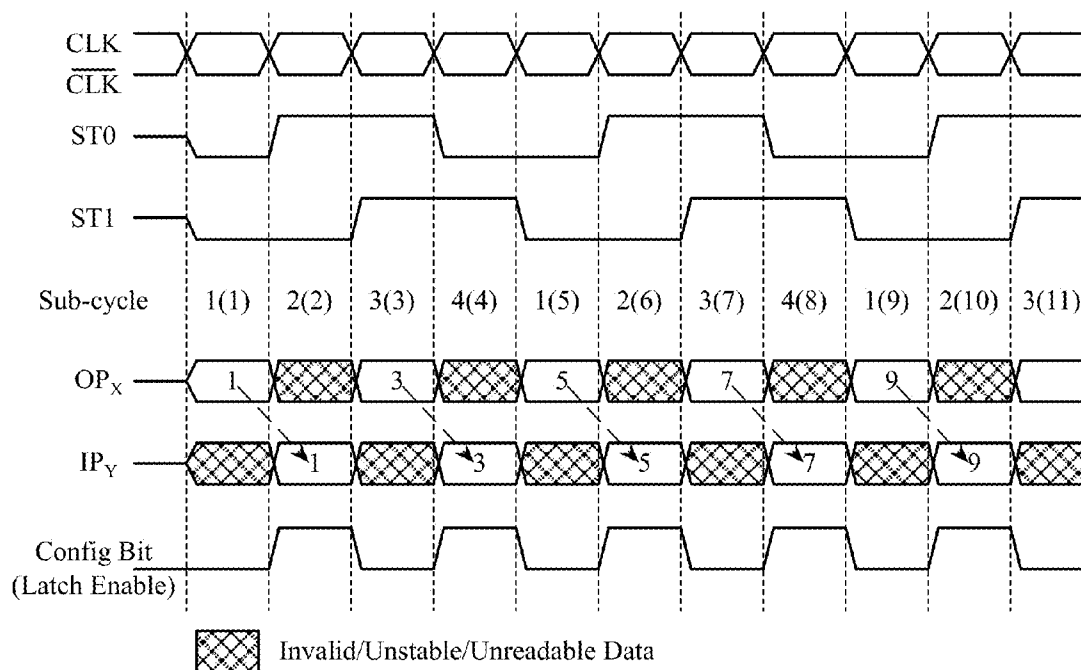 CLK
CLK
ST0
ST1
Sub-cycle 1(1) 2(2) 3(3) 4(4) 1(5) 2(6) 3(7) 4(8) 1(9) 2(10) 3(11)
OPX 1 3 5 7 9
IPY 1 3 5 7 9
Config Bit
(Latch Enable)
Invalid/Unstable/Unreadable Data